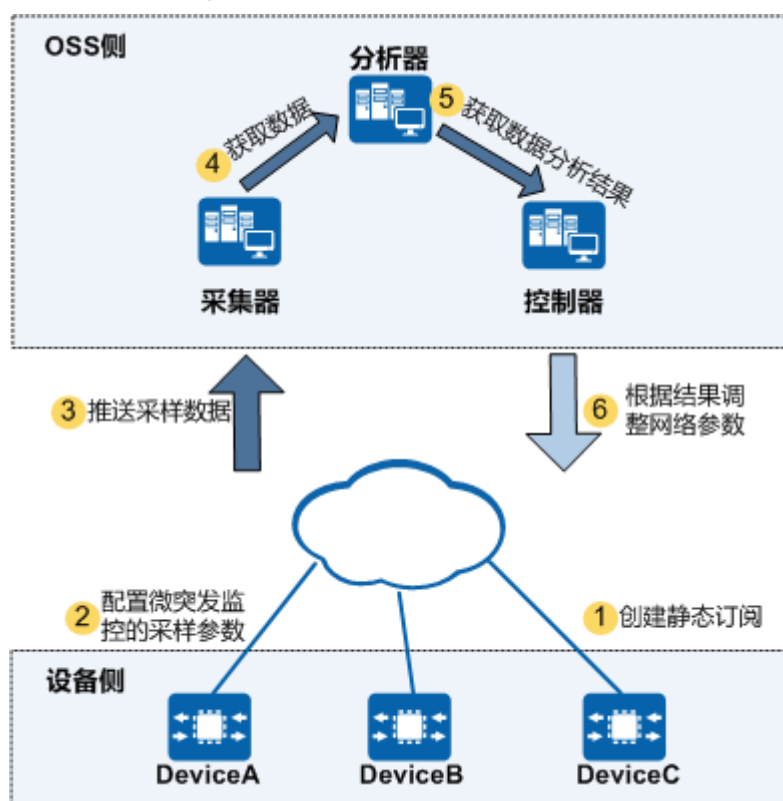 OSS侧
分析器
4 获取数据
5 获取数据分析结果
采集器
控制器
3 推送采样数据
6 根据结果调
整网络参数
2 配置微突发监
控的采样参数
1 创建静态订阅
设备侧
DeviceA
DeviceB
DeviceC